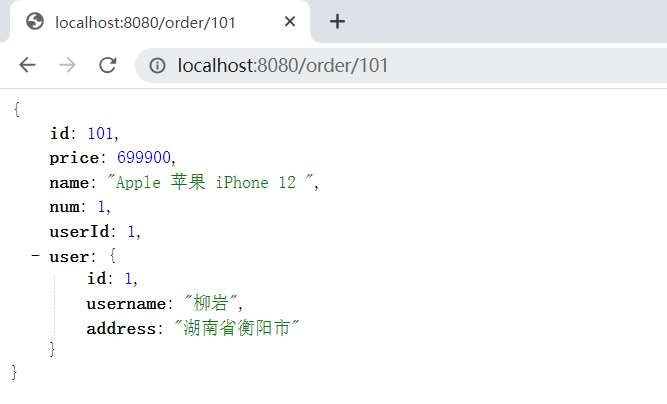 localhost:8080/order/101
localhost:8080/order/101
{
id: 101,
price: 699900,
name: "Apple 苹果 iPhone 12 ",
num: 1,
userId: 1,
- user: {
id: 1,
username: "柳岩",
address: "湖南省衡阳市"
}
}